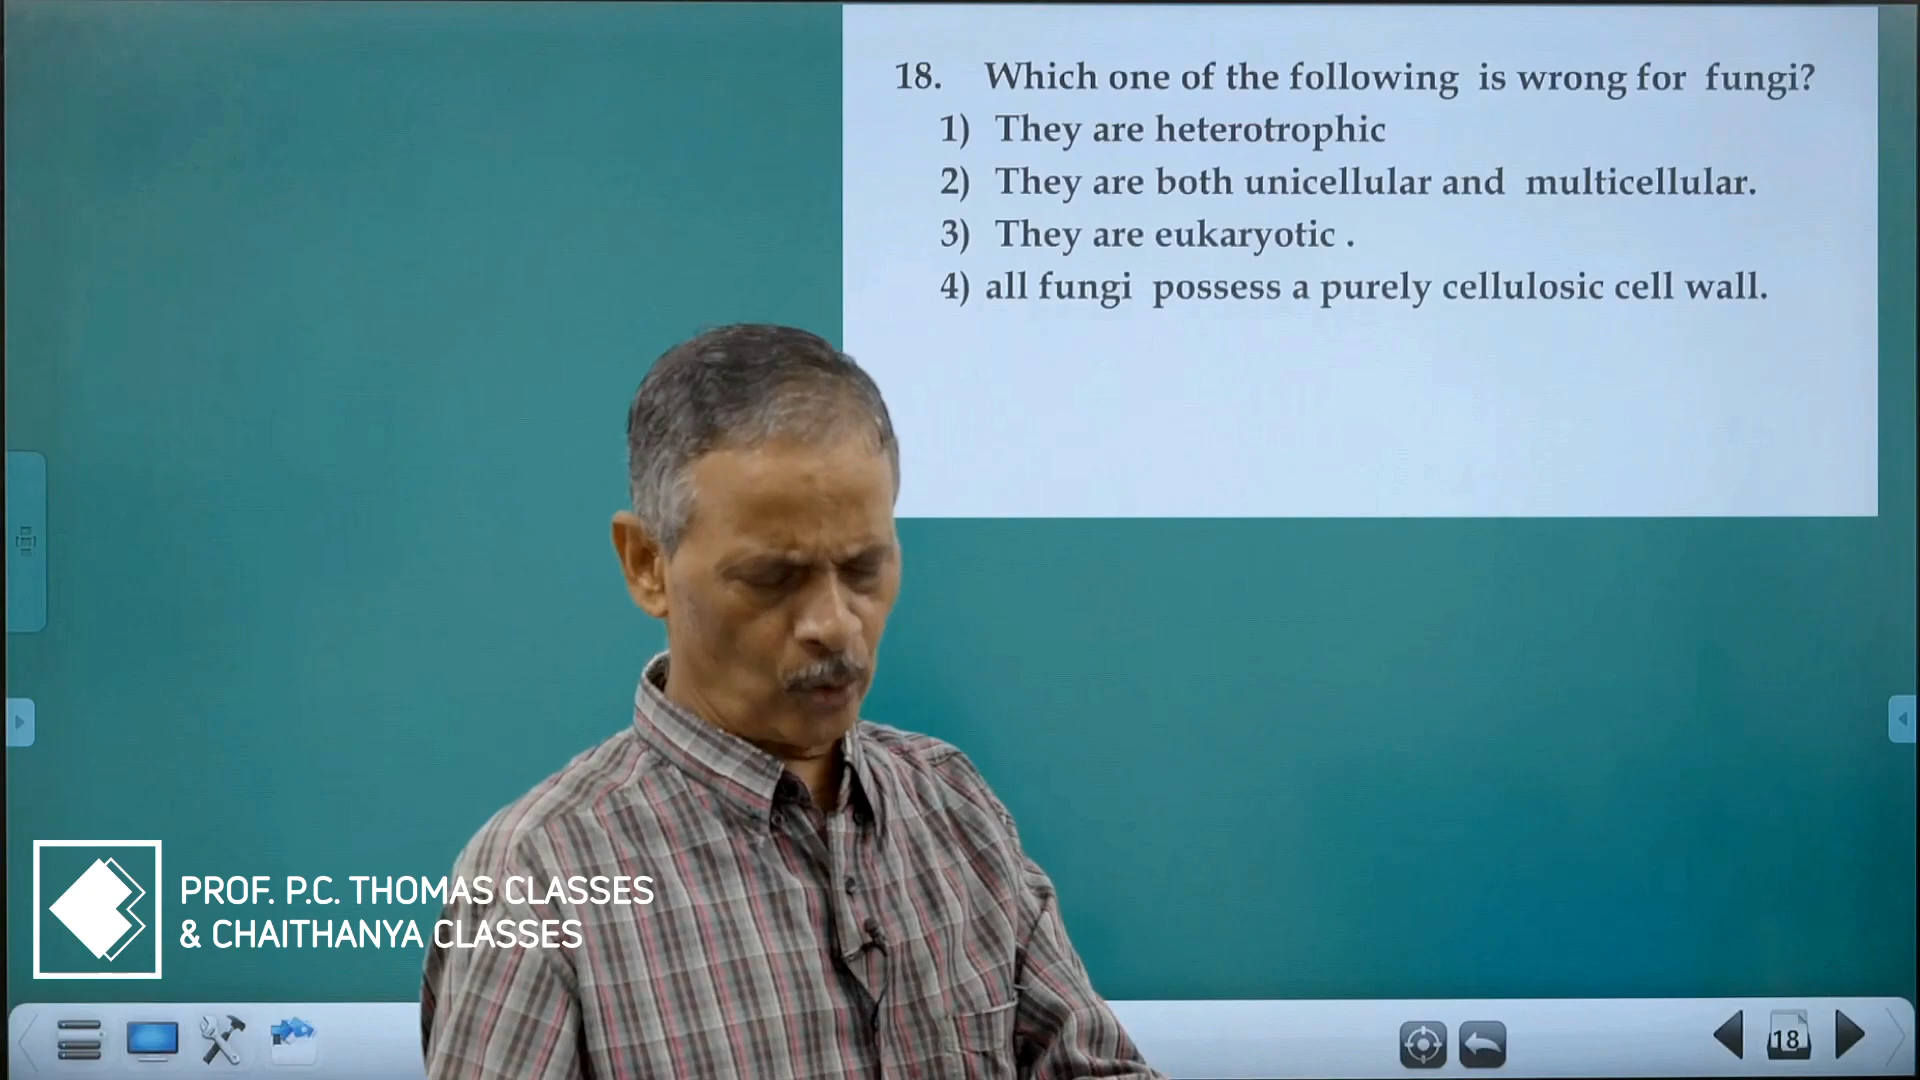 18. Which one of the following is wrong for fungi?
1) They are heterotrophic
2) They are both unicellular and multicellular.
3) They are eukaryotic .
4) all fungi possess a purely cellulosic cell wall.
PROF. P.C. THOMAS CLASSES
& CHAITHANYA CLASSES
18